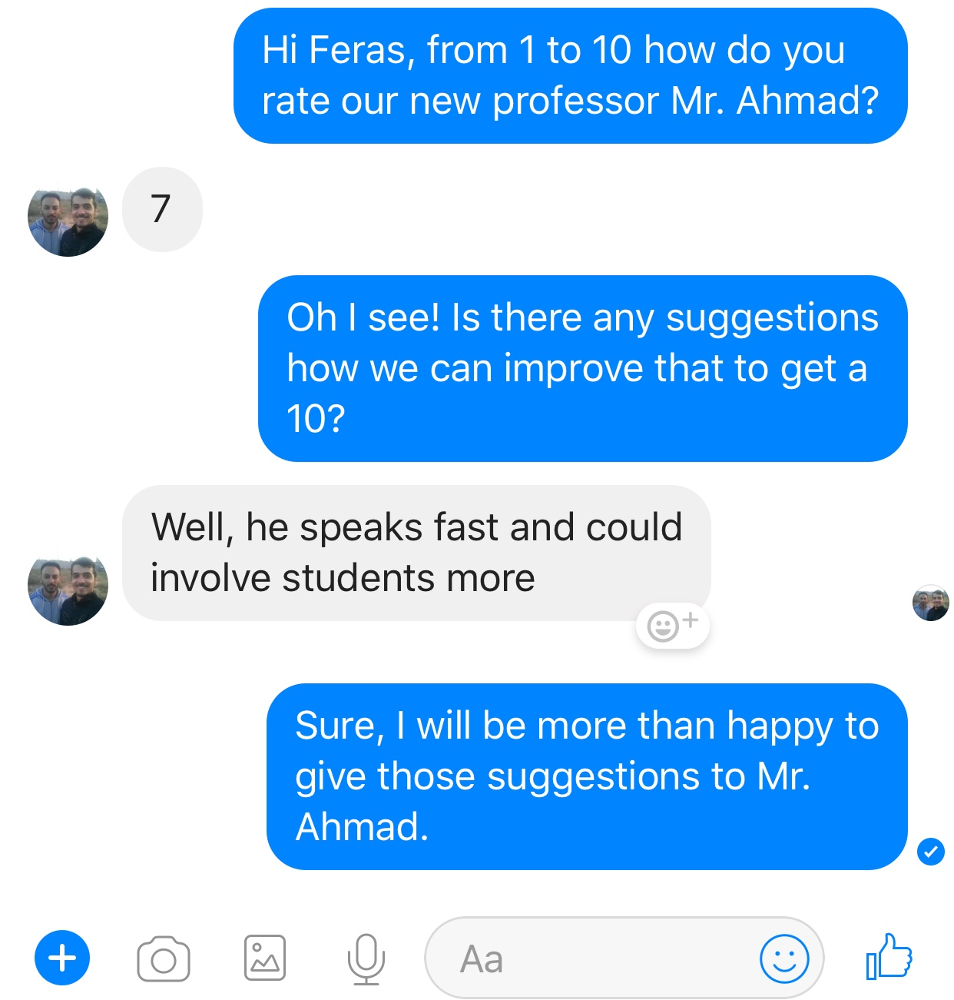 Hi Feras, from 1 to 10 how do you
rate our new professor Mr. Ahmad?
7
Oh I see! Is there any suggestions
how we can improve that to get a
10?
Well, he speaks fast and could
involve students more
Sure, I will be more than happy to
give those suggestions to Mr.
Ahmad.
Aa